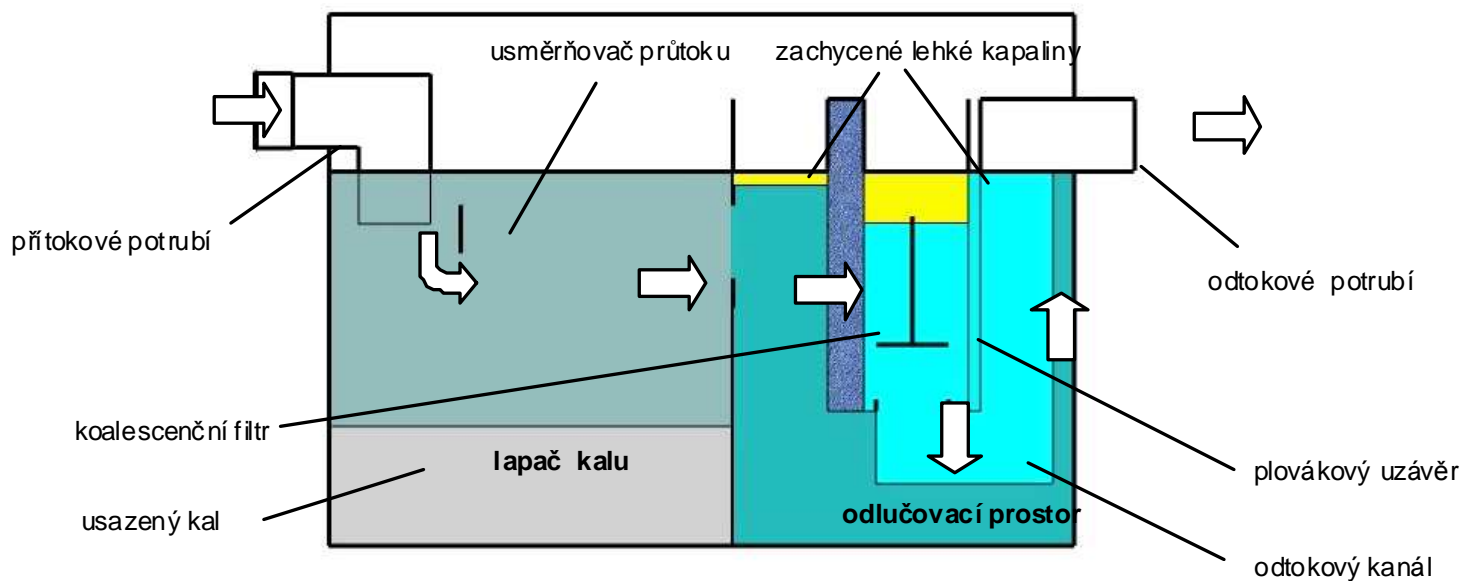 usměrňovač průtoku
zachycené lehké kapaliny
přítokové potrubí
odtokové potrubí
koalescenční filtr
lapač kalu
plovákový uzávěr
usazený kal
odlučovací prostor
odtokový kanál